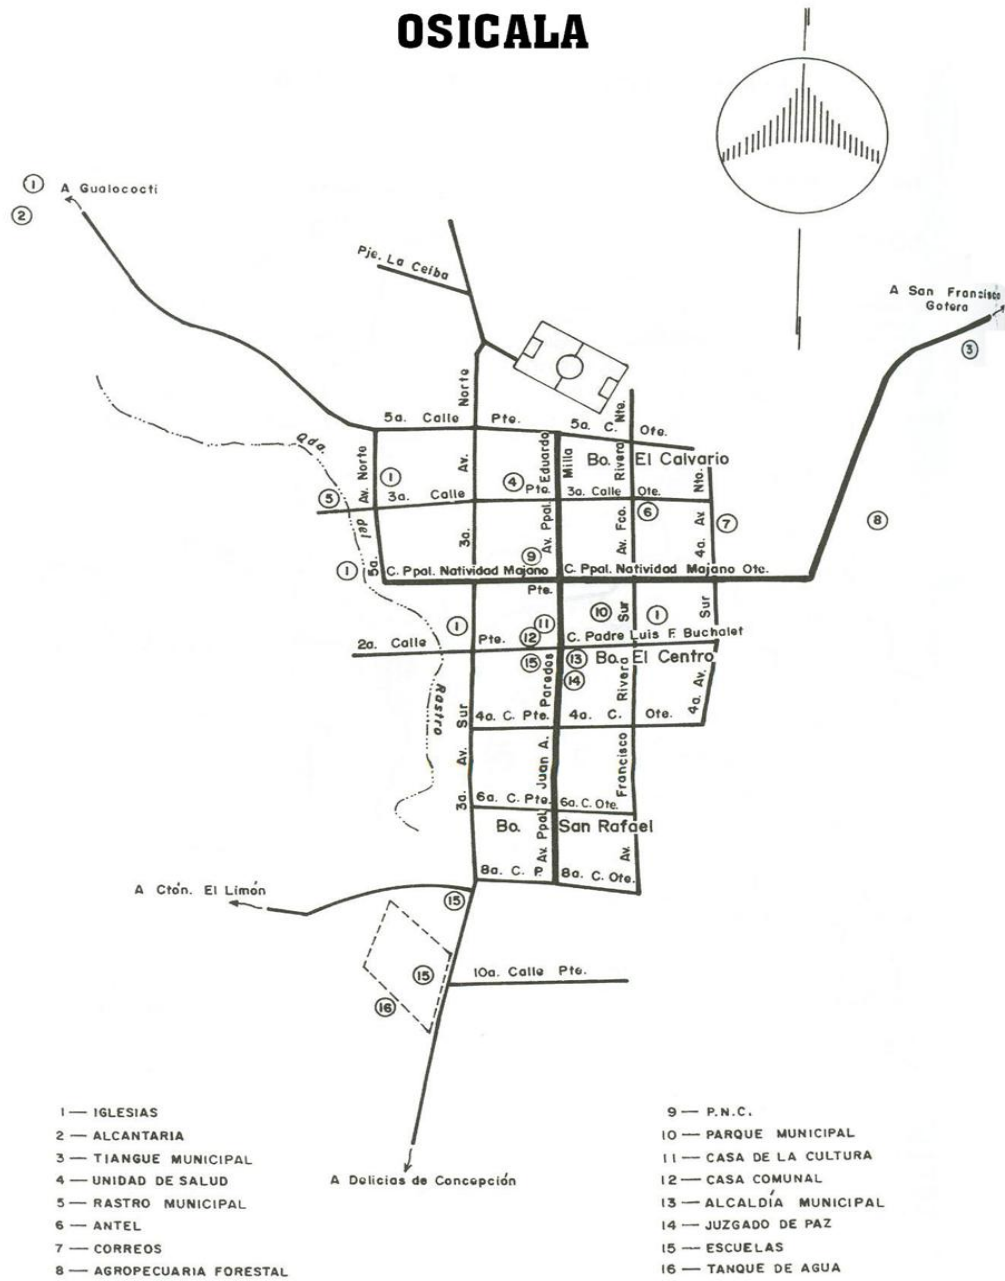 OSICALA
1
A Gualococti
2
Pje. La Ceiba
A San Francisco
Gotera
3
5a. Calle Pte.
5a. C. Ote.
Av. Norte
3a.
Av. Ppal. Eduardo Milla
Av. Fco. Rivera Nte.
4a. Av. Nto.
Bo. El Calvario
Qda. del Rastro
5a. Av. Norte
1
4
5
3a. Calle Pte.
3a. Calle Ote.
6
7
8
9
1
C. Ppal. Natividad Majano
Pte.
C. Ppal. Natividad Majano Ote.
10
1
1
11
12
2a. Calle Pte.
C. Padre Luis F. Buchalet
15
13
Bo. El Centro
14
4a. Av. Sur
3a. Av. Sur
Av. Ppal. Juan A. Paredes
Av. Francisco Rivera Sur
4a. C. Pte.
4a. C. Ote.
6a. C. Pte.
6a. C. Ote.
Bo. San Rafael
8a. C. P.
8a. C. Ote.
A Ctón. El Limón
15
15
10a. Calle Pte.
16
A Delicias de Concepción
1 — IGLESIAS
2 — ALCANTARIA
3 — TIANGUE MUNICIPAL
4 — UNIDAD DE SALUD
5 — RASTRO MUNICIPAL
6 — ANTEL
7 — CORREOS
8 — AGROPECUARIA FORESTAL
9 — P.N.C.
10 — PARQUE MUNICIPAL
11 — CASA DE LA CULTURA
12 — CASA COMUNAL
13 — ALCALDÍA MUNICIPAL
14 — JUZGADO DE PAZ
15 — ESCUELAS
16 — TANQUE DE AGUA